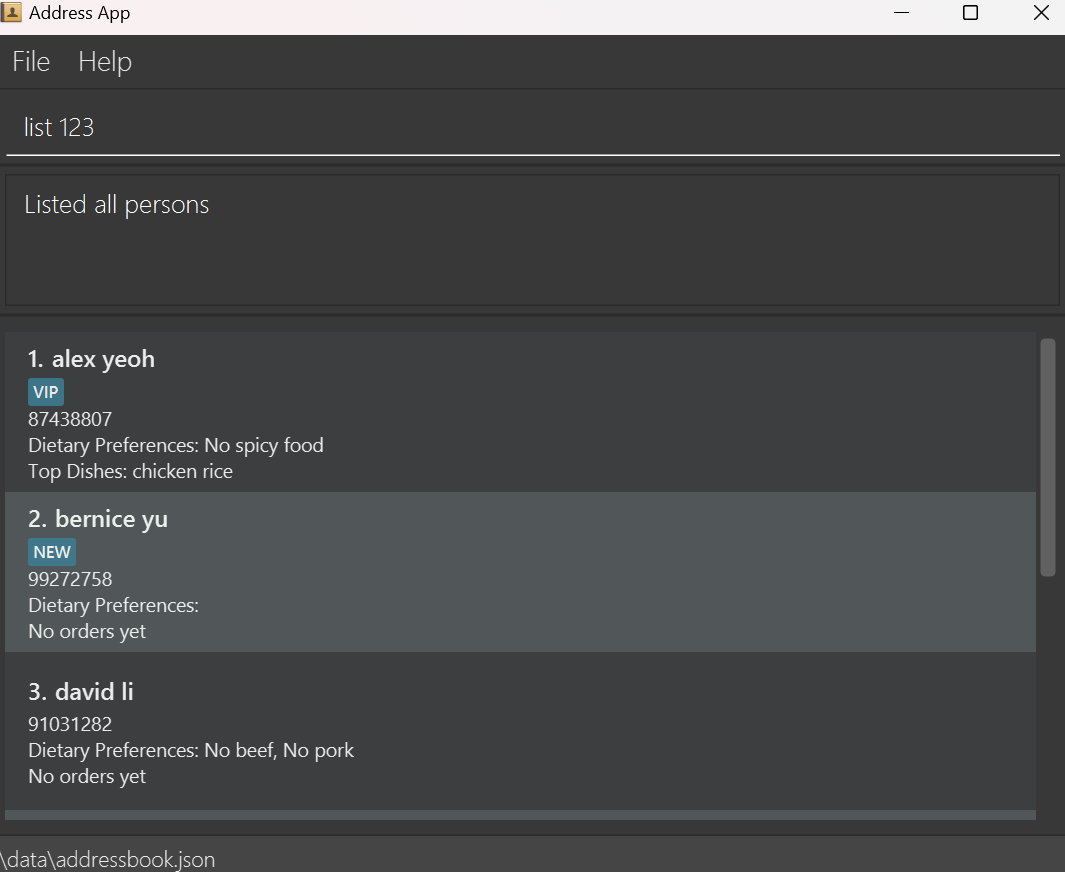 Address App
File Help
list 123
Listed all persons
1. alex yeoh
VIP
87438807
Dietary Preferences: No spicy food
Top Dishes: chicken rice
2. bernice yu
NEW
99272758
Dietary Preferences:
No orders yet
3. david li
91031282
Dietary Preferences: No beef, No pork
No orders yet
\data\addressbook.json